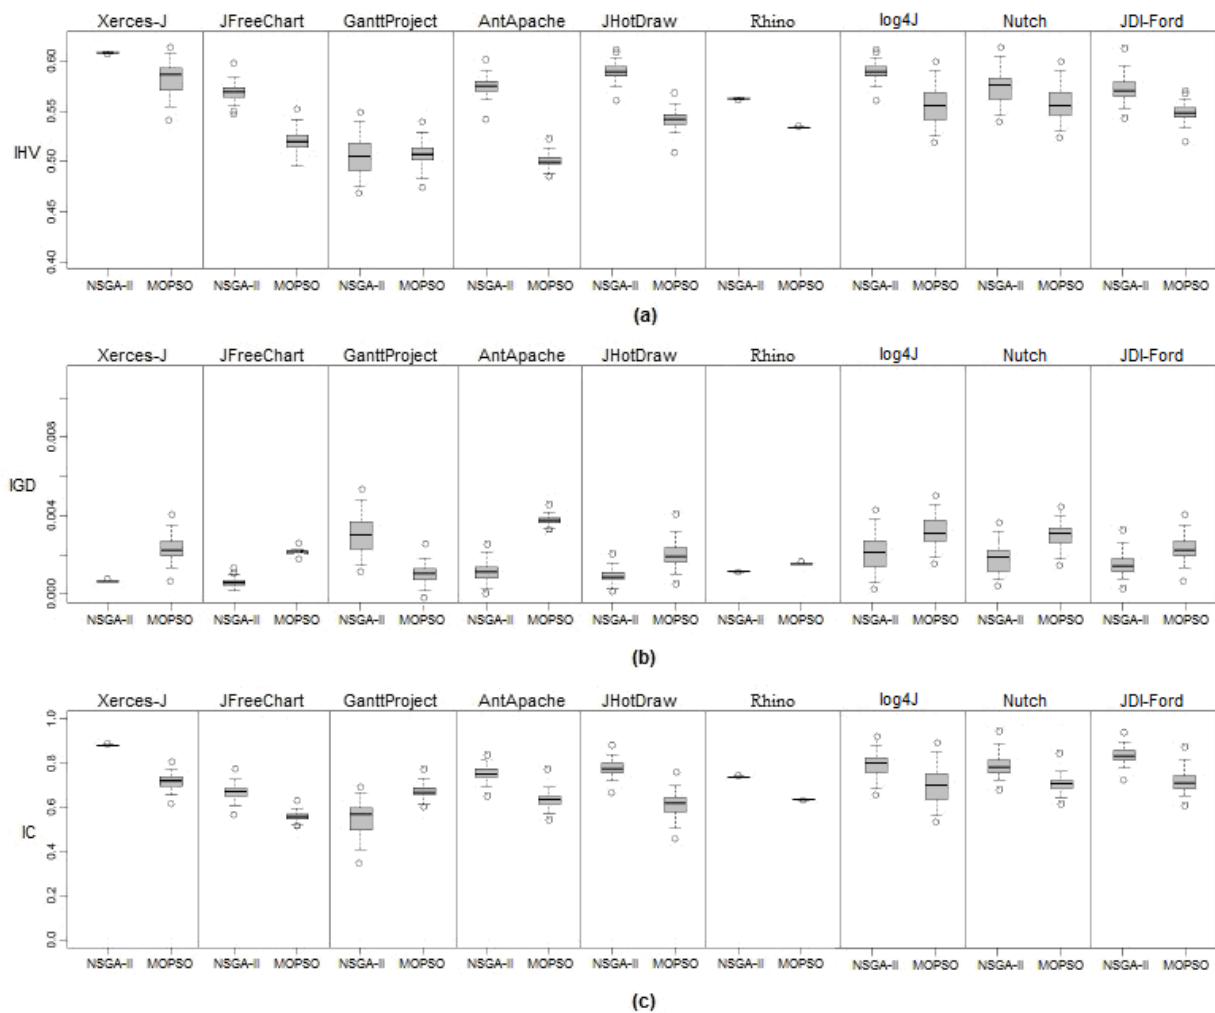 Xerces-J JFreeChart GanttProject AntApache JHotDraw Rhino log4J Nutch JDI-Ford
0.60
0.55
IHV
0.50
0.45
0.40
NSGA-II MOPSO NSGA-II MOPSO NSGA-II MOPSO NSGA-II MOPSO NSGA-II MOPSO NSGA-II MOPSO NSGA-II MOPSO NSGA-II MOPSO NSGA-II MOPSO
(a)
Xerces-J JFreeChart GanttProject AntApache JHotDraw Rhino log4J Nutch JDI-Ford
0.008
IGD
0.004
0.000
NSGA-II MOPSO NSGA-II MOPSO NSGA-II MOPSO NSGA-II MOPSO NSGA-II MOPSO NSGA-II MOPSO NSGA-II MOPSO NSGA-II MOPSO NSGA-II MOPSO
(b)
Xerces-J JFreeChart GanttProject AntApache JHotDraw Rhino log4J Nutch JDI-Ford
1.0
0.8
0.6
IC
0.4
0.2
0.0
NSGA-II MOPSO NSGA-II MOPSO NSGA-II MOPSO NSGA-II MOPSO NSGA-II MOPSO NSGA-II MOPSO NSGA-II MOPSO NSGA-II MOPSO NSGA-II MOPSO
(c)